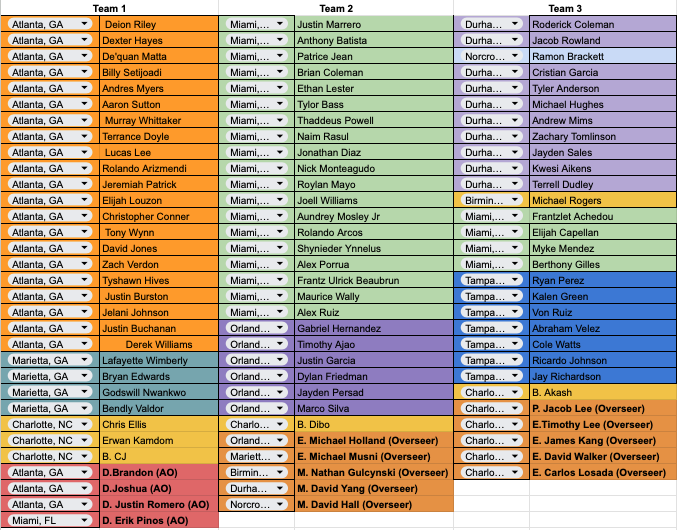 Team 1 Team 2 Team 3
Atlanta, GA Deion Riley Miami,... Justin Marrero Durha... Roderick Coleman
Atlanta, GA Dexter Hayes Miami,... Anthony Batista Durha... Jacob Rowland
Atlanta, GA De'quan Matta Miami,... Patrice Jean Norcro... Ramon Brackett
Atlanta, GA Billy Setijoadi Miami,... Brian Coleman Durha... Cristian Garcia
Atlanta, GA Andres Myers Miami,... Ethan Lester Durha... Tyler Anderson
Atlanta, GA Aaron Sutton Miami,... Tylor Bass Durha... Michael Hughes
Atlanta, GA Murray Whittaker Miami,... Thaddeus Powell Durha... Andrew Mims
Atlanta, GA Terrance Doyle Miami,... Naim Rasul Durha... Zachary Tomlinson
Atlanta, GA Lucas Lee Miami,... Jonathan Diaz Durha... Jayden Sales
Atlanta, GA Rolando Arizmendi Miami,... Nick Monteagudo Durha... Kwesi Aikens
Atlanta, GA Jeremiah Patrick Miami,... Roylan Mayo Durha... Terrell Dudley
Atlanta, GA Elijah Louzon Miami,... Joell Williams Birmin... Michael Rogers
Atlanta, GA Christopher Conner Miami,... Aundrey Mosley Jr Miami,... Frantzlet Achedou
Atlanta, GA Tony Wynn Miami,... Rolando Arcos Miami,... Elijah Capellan
Atlanta, GA David Jones Miami,... Shynieder Ynnelus Miami,... Myke Mendez
Atlanta, GA Zach Verdon Miami,... Alex Porrua Miami,... Berthony Gilles
Atlanta, GA Tyshawn Hives Miami,... Frantz Ulrick Beaubrun Tampa... Ryan Perez
Atlanta, GA Justin Burston Miami,... Maurice Wally Tampa... Kalen Green
Atlanta, GA Jelani Johnson Miami,... Alex Ruiz Tampa... Von Ruiz
Atlanta, GA Justin Buchanan Orland... Gabriel Hernandez Tampa... Abraham Velez
Atlanta, GA Derek Williams Orland... Timothy Ajao Tampa... Cole Watts
Marietta, GA Lafayette Wimberly Orland... Justin Garcia Tampa... Ricardo Johnson
Marietta, GA Bryan Edwards Orland... Dylan Friedman Tampa... Jay Richardson
Marietta, GA Godswill Nwankwo Orland... Jayden Persad Charlo... B. Akash
Marietta, GA Bendly Valdor Orland... Marco Silva Charlo... P. Jacob Lee (Overseer)
Charlotte, NC Chris Ellis Charlo... B. Dibo Charlo... E.Timothy Lee (Overseer)
Charlotte, NC Erwan Kamdom Orland... E. Michael Holland (Overseer) Charlo... E. James Kang (Overseer)
Charlotte, NC B. CJ Mariett... E. Michael Musni (Overseer) Charlo... E. David Walker (Overseer)
Atlanta, GA D.Brandon (AO) Birmin... M. Nathan Gulcynski (Overseer) Charlo... E. Carlos Losada (Overseer)
Atlanta, GA D.Joshua (AO) Durha... M. David Yang (Overseer)
Atlanta, GA D. Justin Romero (AO) Norcro... M. David Hall (Overseer)
Miami, FL D. Erik Pinos (AO)